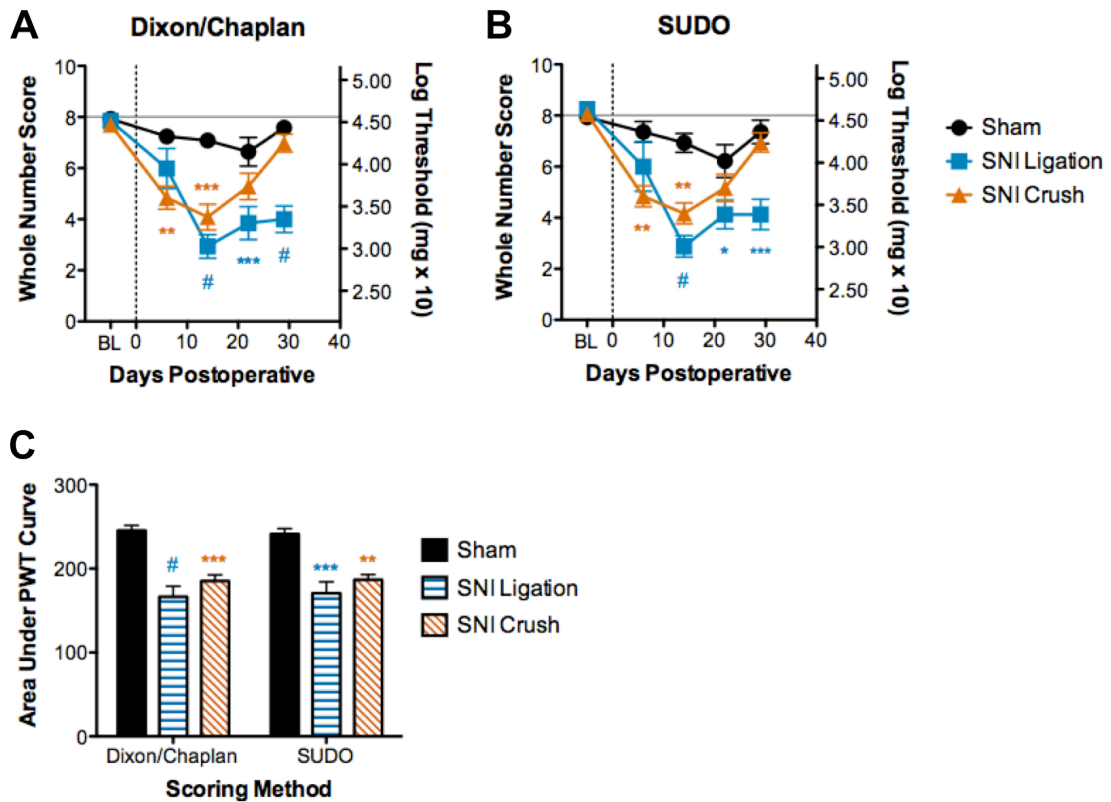 A
Dixon/Chaplan
Whole Number Score
10
8
6
4
2
0
Log Threshold (mg x 10)
5.00
4.50
4.00
3.50
3.00
2.50
***
**
#
***
#
BL 0 10 20 30 40
Days Postoperative
B
SUDO
Whole Number Score
10
8
6
4
2
0
Log Threshold (mg x 10)
5.00
4.50
4.00
3.50
3.00
2.50
**
**
#
*
***
BL 0 10 20 30 40
Days Postoperative
Sham
SNI Ligation
SNI Crush
C
Area Under PWT Curve
300
200
100
0
#
***
***
**
Dixon/Chaplan
SUDO
Scoring Method
Sham
SNI Ligation
SNI Crush